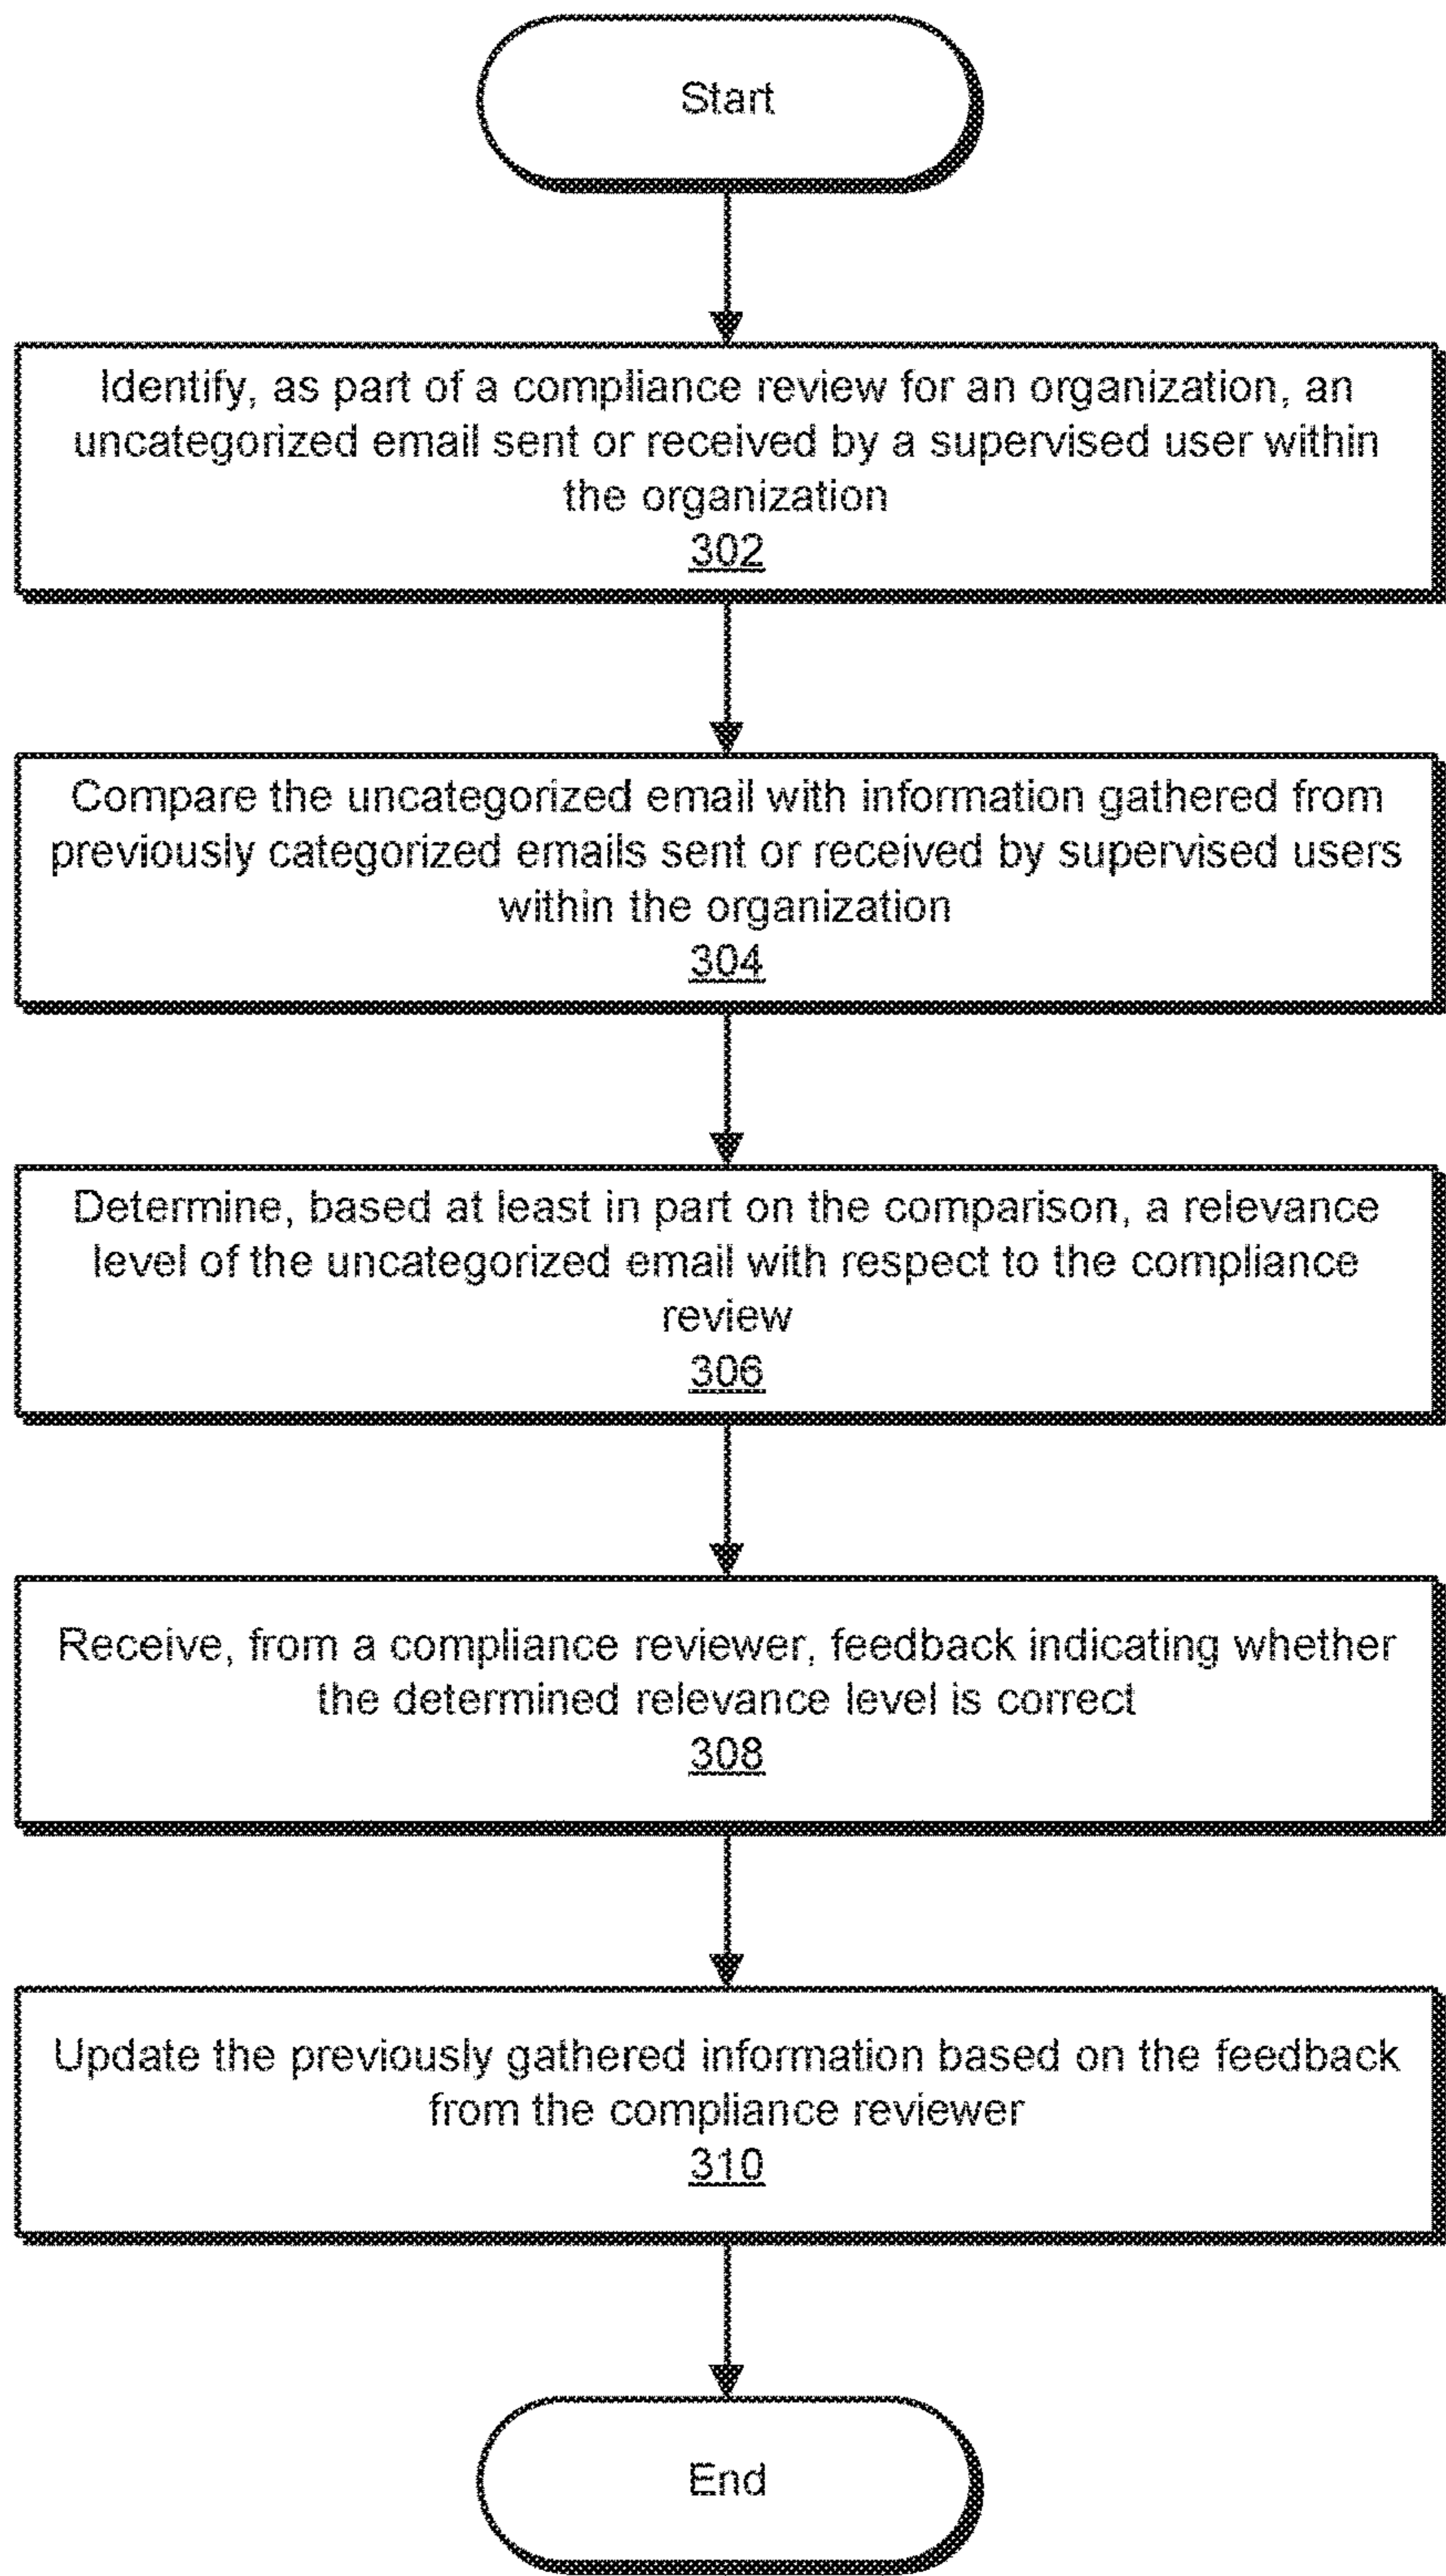 Start
Identify, as part of a compliance review for an organization, an
uncategorized email sent or received by a supervised user within
the organization
302
Compare the uncategorized email with information gathered from
previously categorized emails sent or received by supervised users
within the organization
304
Determine, based at least in part on the comparison, a relevance
level of the uncategorized email with respect to the compliance
review
306
Receive, from a compliance reviewer, feedback indicating whether
the determined relevance level is correct
308
Update the previously gathered information based on the feedback
from the compliance reviewer
310
End